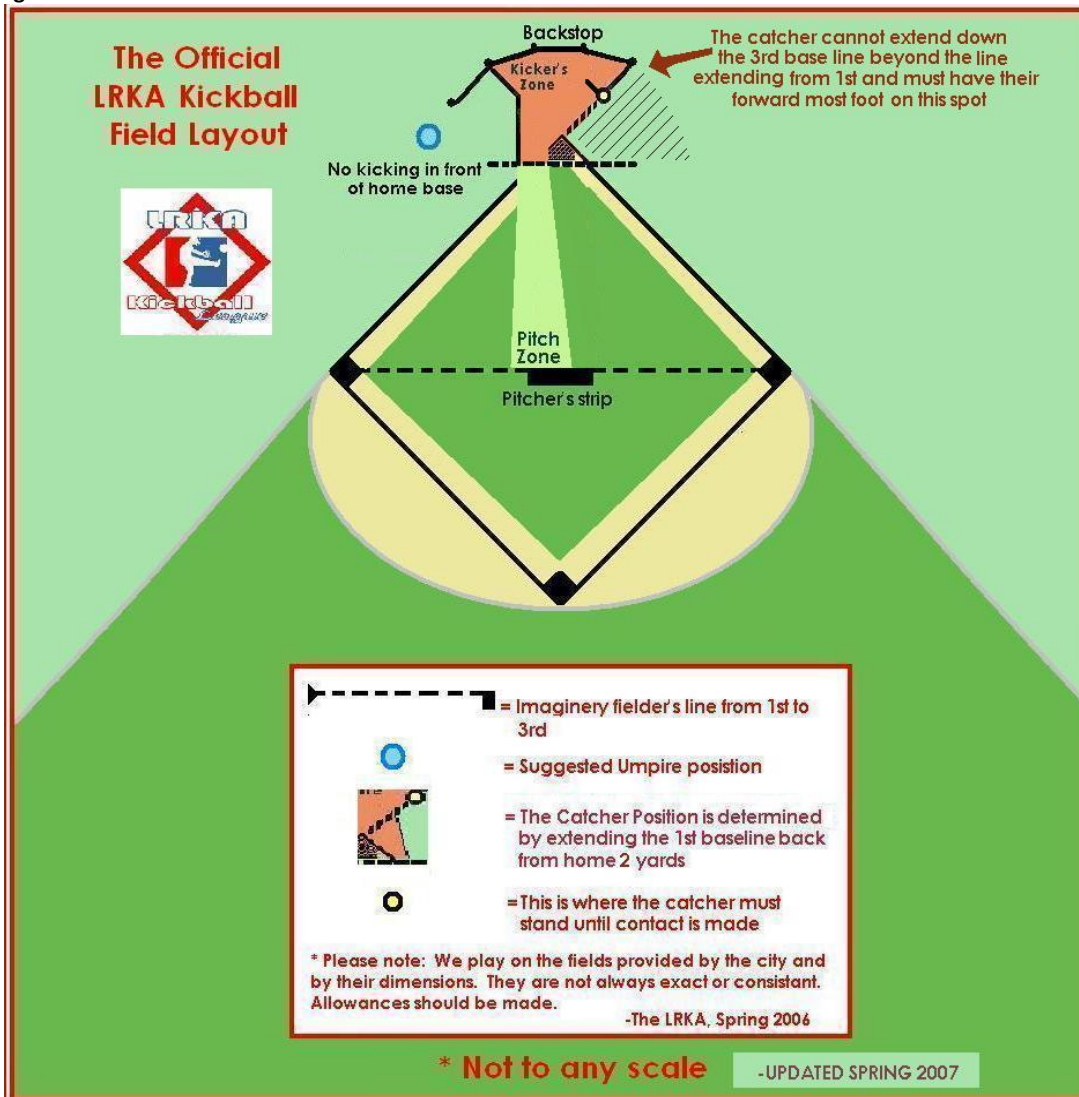 The Official
LRKA Kickball
Field Layout
Backstop
Kicker's
Zone
The catcher cannot extend down
the 3rd base line beyond the line
extending from 1st and must have their
forward most foot on this spot
No kicking in front
of home base
LRKA
Kickball
Pitch
Zone
Pitcher's strip
= Imaginery fielder's line from 1st to
3rd
= Suggested Umpire posistion
= The Catcher Position is determined
by extending the 1st baseline back
from home 2 yards
=This is where the catcher must
stand until contact is made
* Please note: We play on the fields provided by the city and
by their dimensions. They are not always exact or consistant.
Allowances should be made.
-The LRKA, Spring 2006
* Not to any scale
-UPDATED SPRING 2007